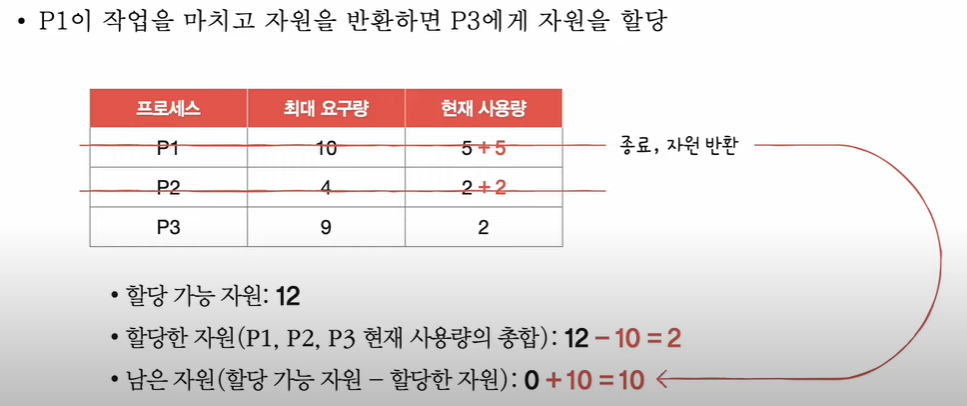 • P1이 작업을 마치고 자원을 반환하면 P3에게 자원을 할당
프로세스 최대 요구량 현재 사용량
P1 10 5 + 5 종료, 자원 반환
P2 4 2 + 2
P3 9 2
• 할당 가능 자원: 12
• 할당한 자원(P1, P2, P3 현재 사용량의 총합): 12 − 10 = 2
• 남은 자원(할당 가능 자원 − 할당한 자원): 0 + 10 = 10